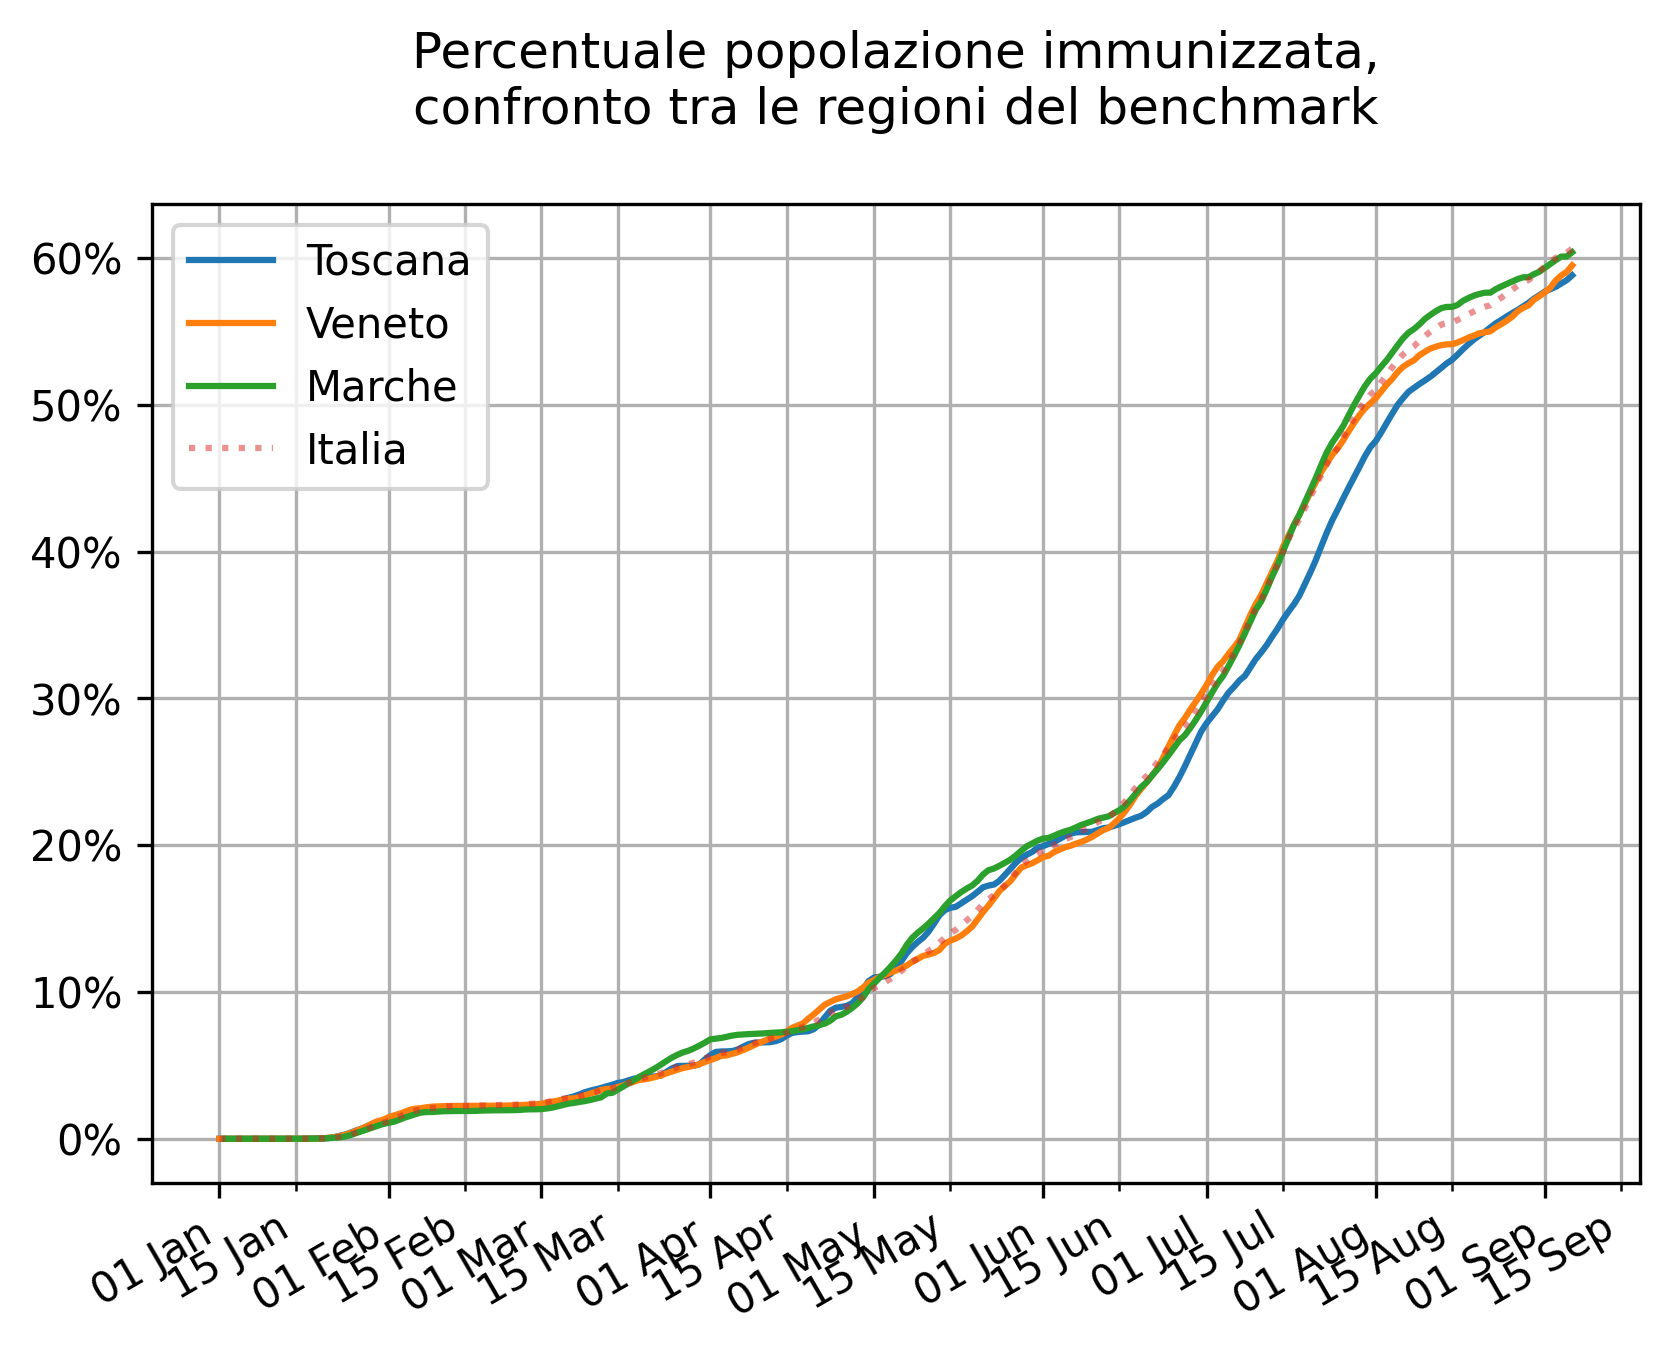 Percentuale popolazione immunizzata,
confronto tra le regioni del benchmark
Toscana
Veneto
Marche
Italia
60%
50%
40%
30%
20%
10%
0%
01 Jan
15 Jan
01 Feb
15 Feb
01 Mar
15 Mar
01 Apr
15 Apr
01 May
15 May
01 Jun
15 Jun
01 Jul
15 Jul
01 Aug
15 Aug
01 Sep
15 Sep